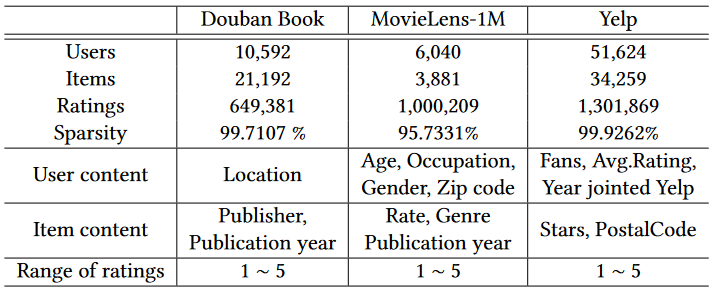 Douban Book MovieLens-1M Yelp
Users 10,592 6,040 51,624
Items 21,192 3,881 34,259
Ratings 649,381 1,000,209 1,301,869
Sparsity 99.7107 % 95.7331% 99.9262%
User content Location Age, Occupation, Gender, Zip code Fans, Avg.Rating, Year jointed Yelp
Item content Publisher, Publication year Rate, Genre Publication year Stars, PostalCode
Range of ratings 1 ~ 5 1 ~ 5 1 ~ 5